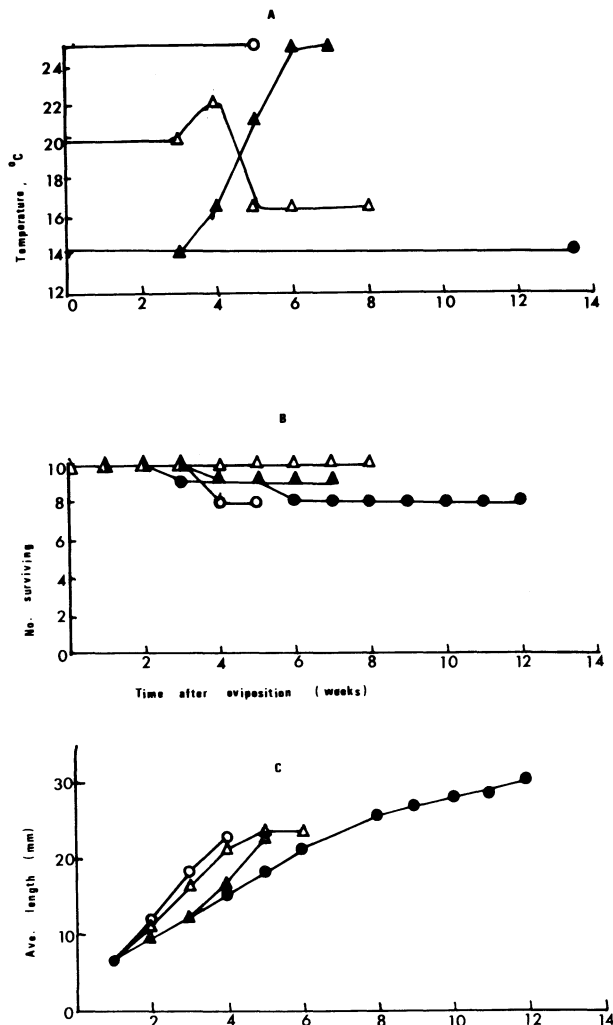 A
24
22
20
18
16
14
12
Temperature, °C
0 2 4 6 8 10 12 14
B
10
8
6
4
2
0
No. surviving
2 4 6 8 10 12 14
Time after oviposition (weeks)
C
30
20
10
0
Ave. length (mm)
2 4 6 8 10 12 14